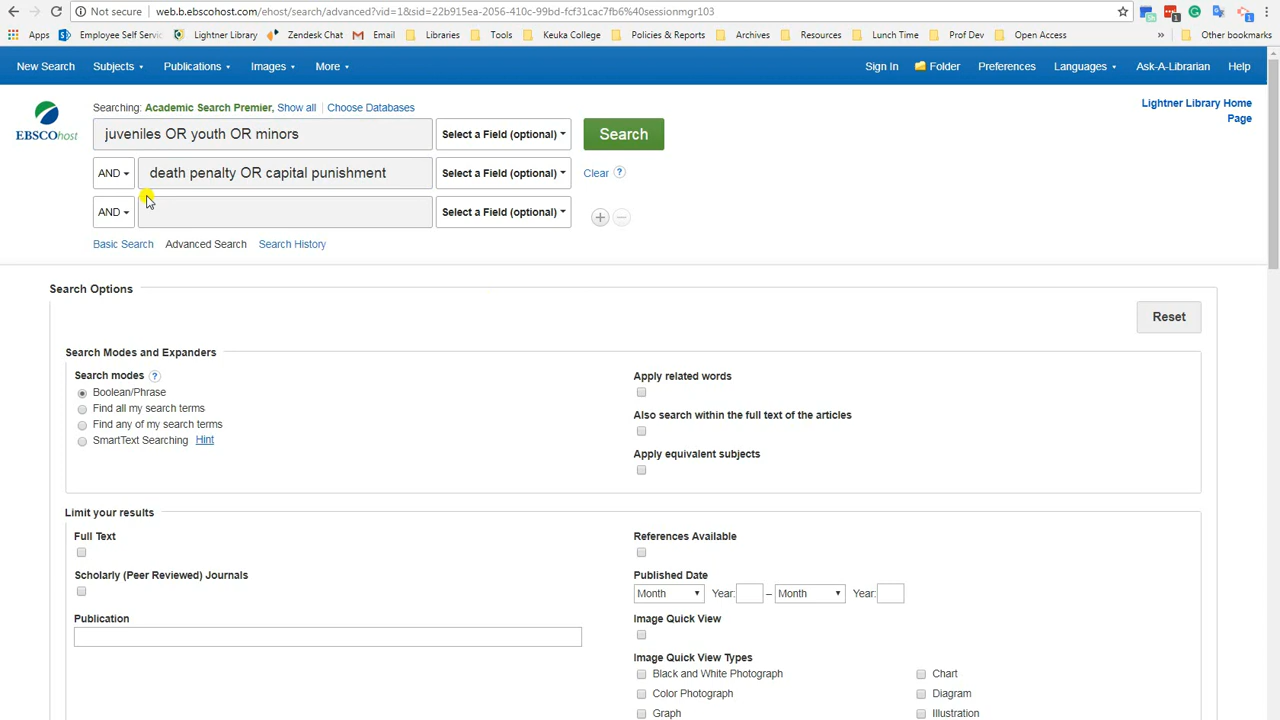 Not secure web.b.ebscohost.com/ehost/search/advanced?vid=1&sid=22b915ea-2056-410c-99bd-fcf31cac7fb6%40sessionmgr103
Apps Employee Self Servic Lightner Library Zendesk Chat Email Libraries Tools Keuka College Policies & Reports Archives Resources Lunch Time Prof Dev Open Access » Other bookmarks
New Search Subjects Publications Images More Sign In Folder Preferences Languages Ask-A-Librarian Help
Searching: Academic Search Premier, Show all Choose Databases
Lightner Library Home
Page
EBSCOhost
juveniles OR youth OR minors Select a Field (optional) Search
AND death penalty OR capital punishment Select a Field (optional) Clear ?
AND Select a Field (optional)
Basic Search Advanced Search Search History
Search Options
Reset
Search Modes and Expanders
Search modes ?
Boolean/Phrase
Find all my search terms
Find any of my search terms
SmartText Searching Hint
Apply related words
Also search within the full text of the articles
Apply equivalent subjects
Limit your results
Full Text
Scholarly (Peer Reviewed) Journals
Publication
References Available
Published Date
Month Year: – Month Year:
Image Quick View
Image Quick View Types
Black and White Photograph Chart
Color Photograph Diagram
Graph Illustration